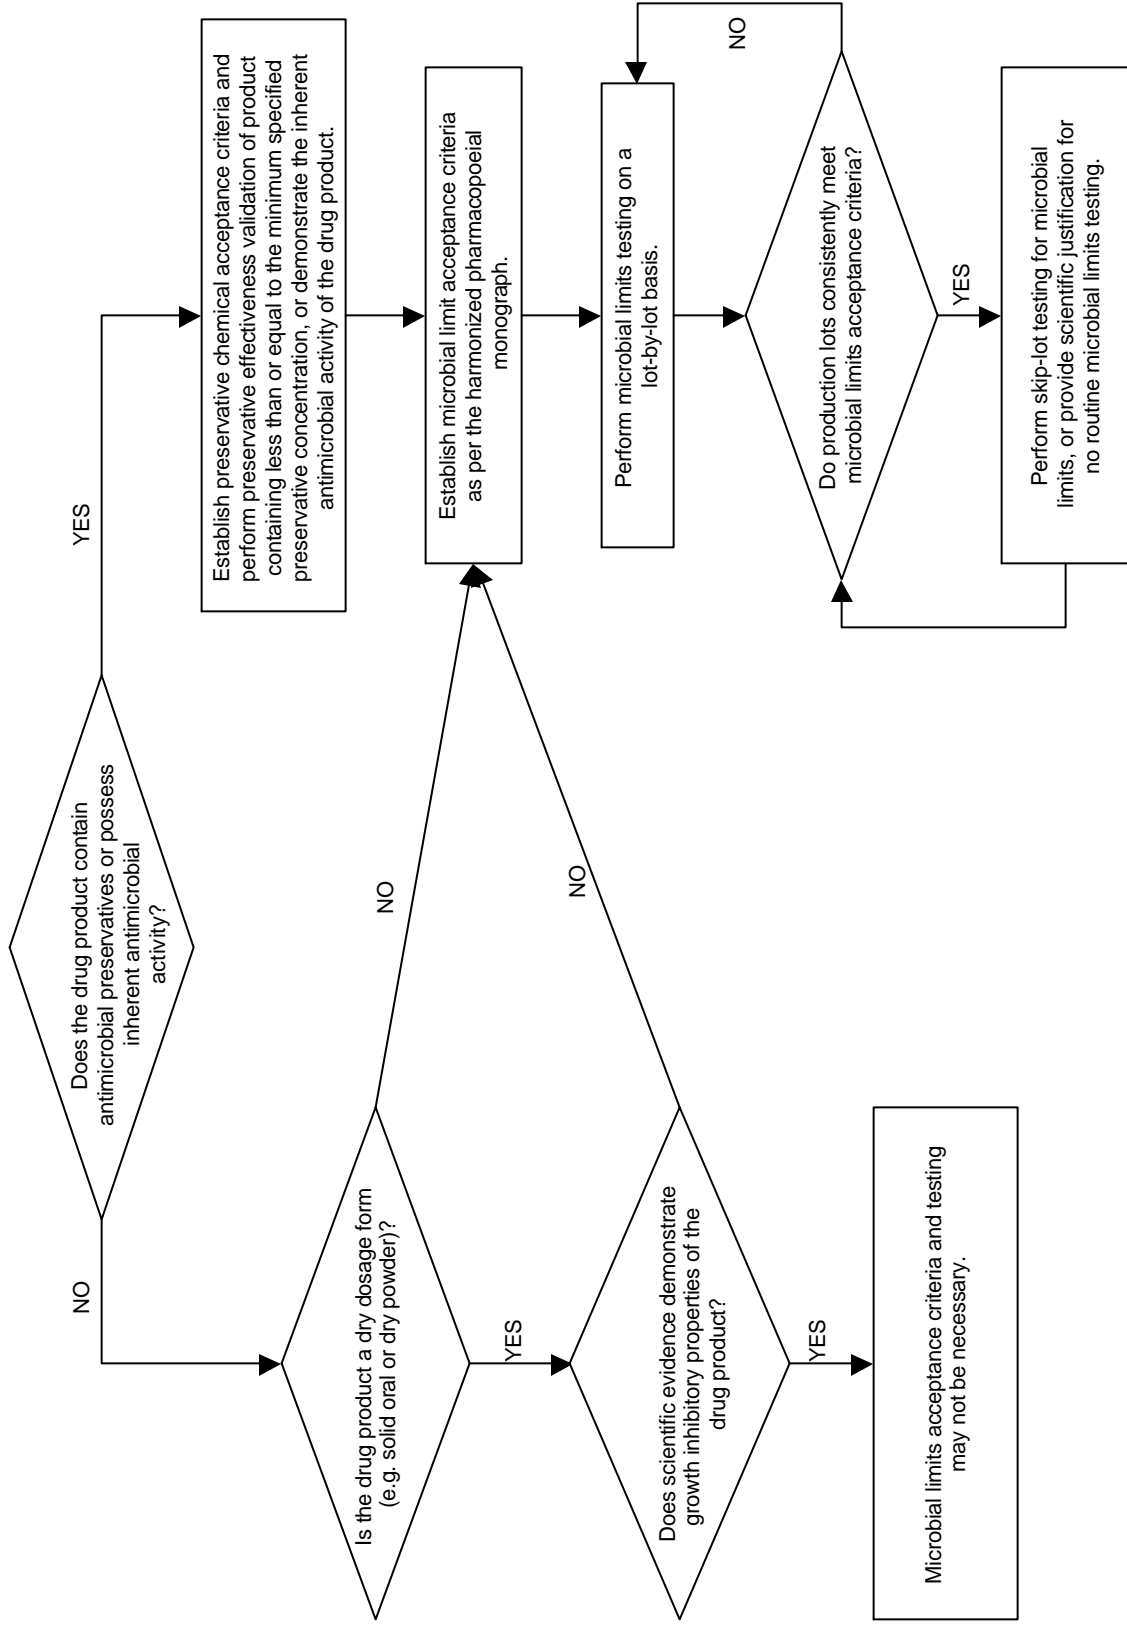 Does the drug product contain
antimicrobial preservatives or possess
inherent antimicrobial
activity?
NO
YES
Is the drug product a dry dosage form
(e.g. solid oral or dry powder)?
NO
YES
Does scientific evidence demonstrate
growth inhibitory properties of the
drug product?
NO
YES
Microbial limits acceptance criteria and testing
may not be necessary.
Establish preservative chemical acceptance criteria and
perform preservative effectiveness validation of product
containing less than or equal to the minimum specified
preservative concentration, or demonstrate the inherent
antimicrobial activity of the drug product.
Establish microbial limit acceptance criteria
as per the harmonized pharmacopoeial
monograph.
Perform microbial limits testing on a
lot-by-lot basis.
Do production lots consistently meet
microbial limits acceptance criteria?
NO
YES
Perform skip-lot testing for microbial
limits, or provide scientific justification for
no routine microbial limits testing.